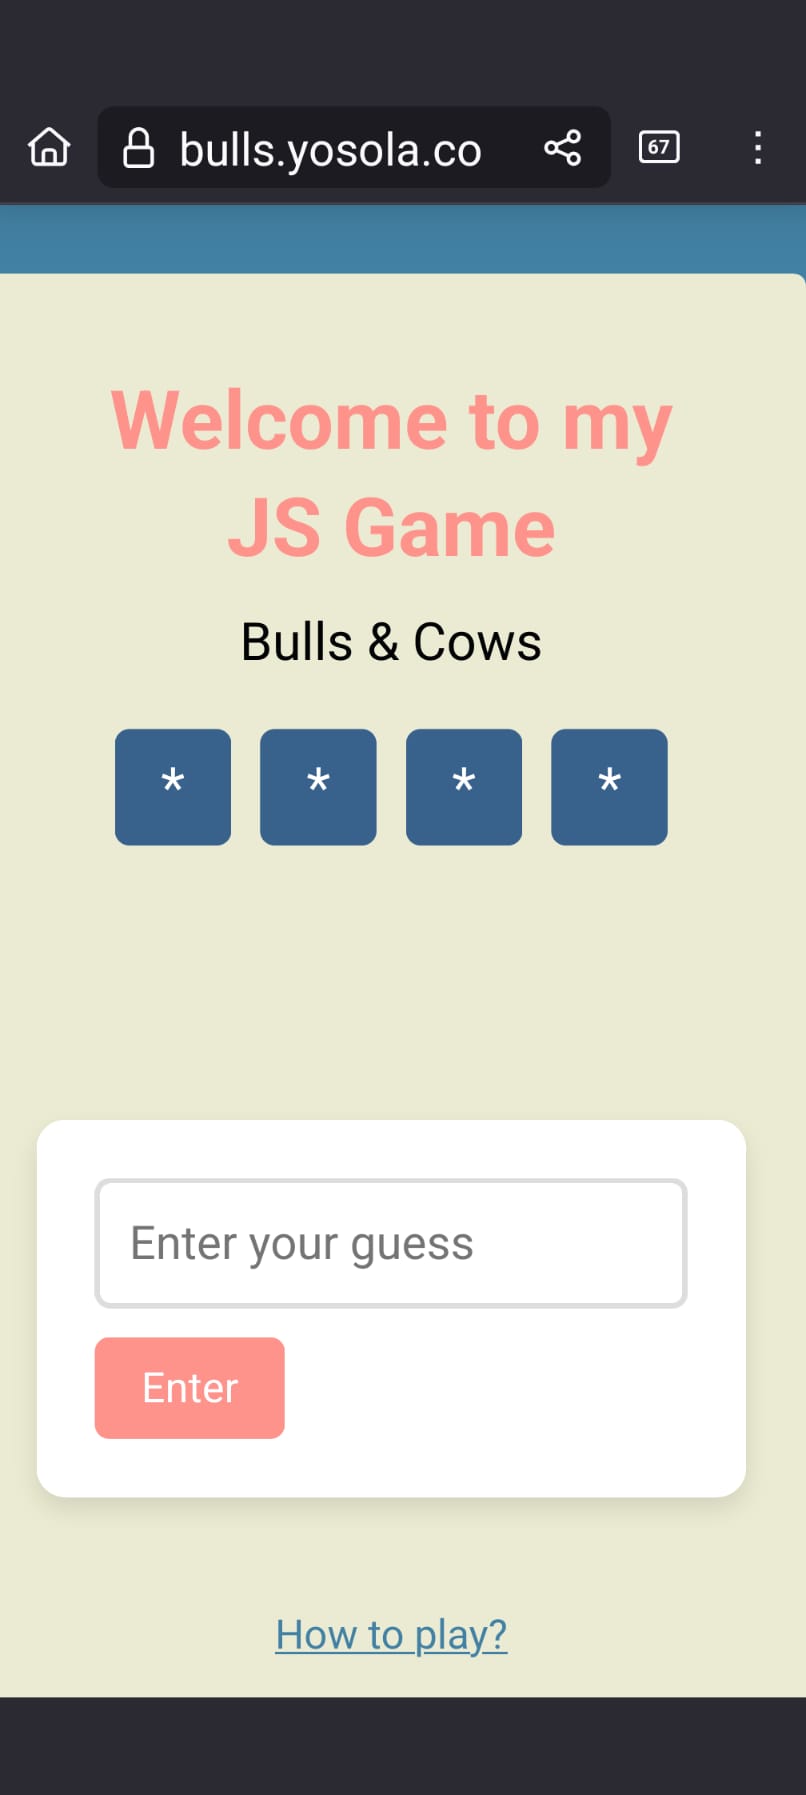 bulls.yosola.co
67
Welcome to my
JS Game
Bulls & Cows
* * * *
Enter your guess
Enter
How to play?